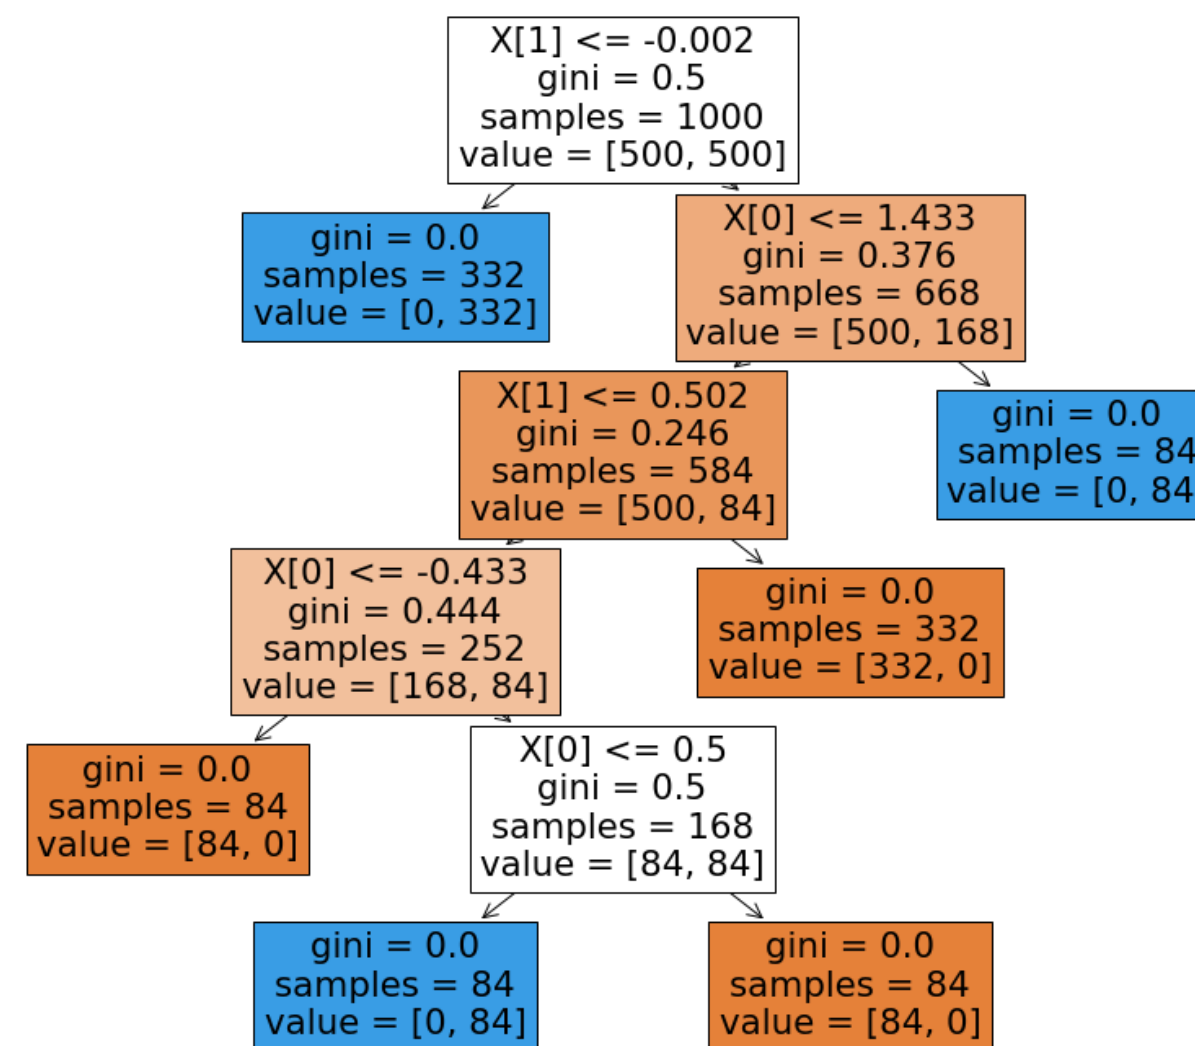 X[1] <= -0.002
gini = 0.5
samples = 1000
value = [500, 500]
gini = 0.0
samples = 332
value = [0, 332]
X[0] <= 1.433
gini = 0.376
samples = 668
value = [500, 168]
X[1] <= 0.502
gini = 0.246
samples = 584
value = [500, 84]
gini = 0.0
samples = 84
value = [0, 84
X[0] <= -0.433
gini = 0.444
samples = 252
value = [168, 84]
gini = 0.0
samples = 332
value = [332, 0]
gini = 0.0
samples = 84
value = [84, 0]
X[0] <= 0.5
gini = 0.5
samples = 168
value = [84, 84]
gini = 0.0
samples = 84
value = [0, 84]
gini = 0.0
samples = 84
value = [84, 0]